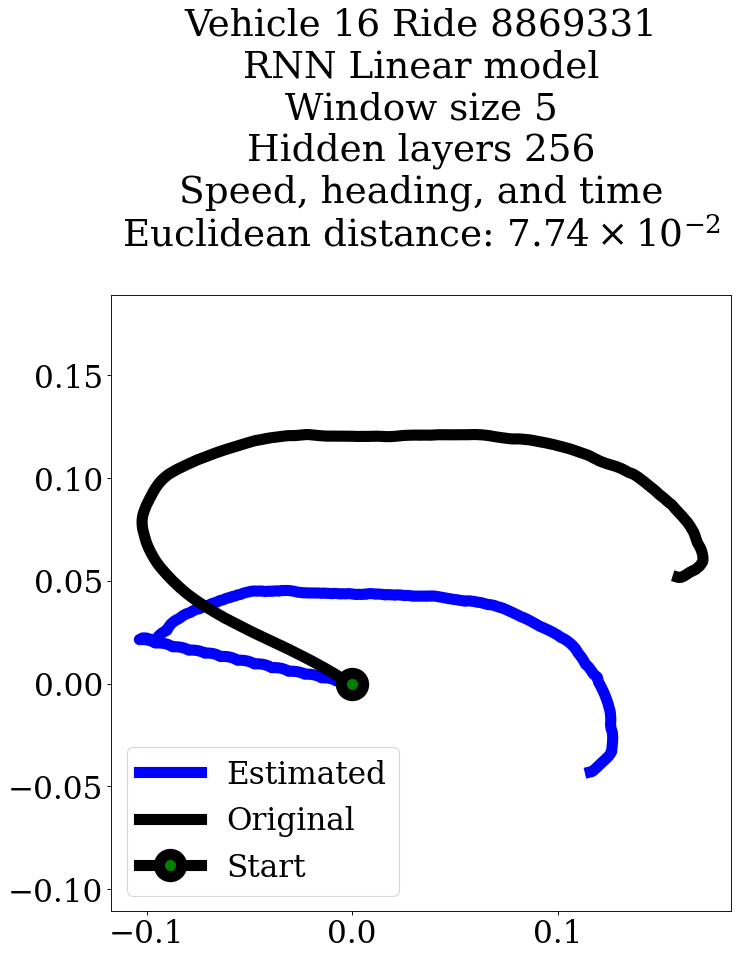 Vehicle 16 Ride 8869331
RNN Linear model
Window size 5
Hidden layers 256
Speed, heading, and time
Euclidean distance: 7.74 × 10⁻²
0.15
0.10
0.05
0.00
−0.05
−0.10
Estimated
Original
Start
−0.1
0.0
0.1